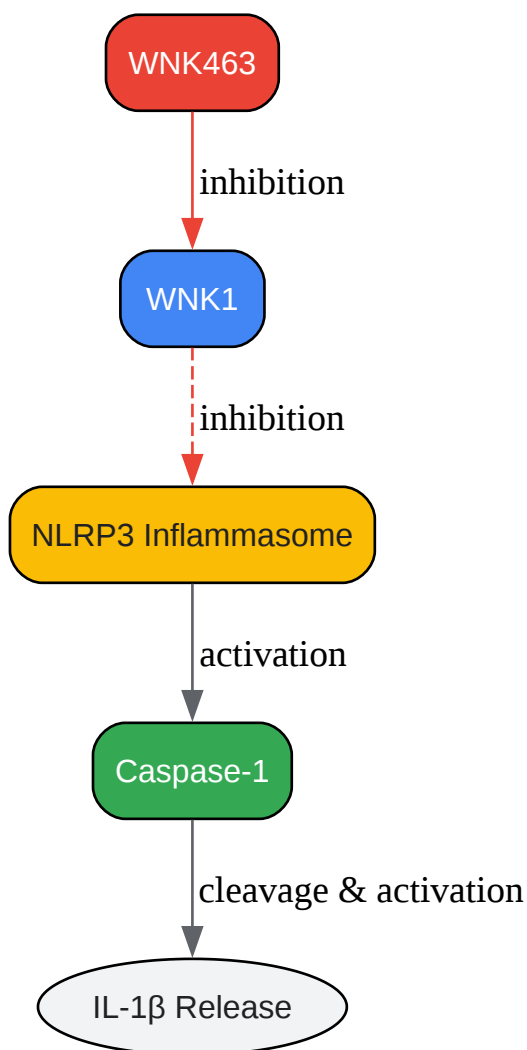 WNK463
inhibition
WNK1
inhibition
NLRP3 Inflammasome
activation
Caspase-1
cleavage & activation
IL-1β Release